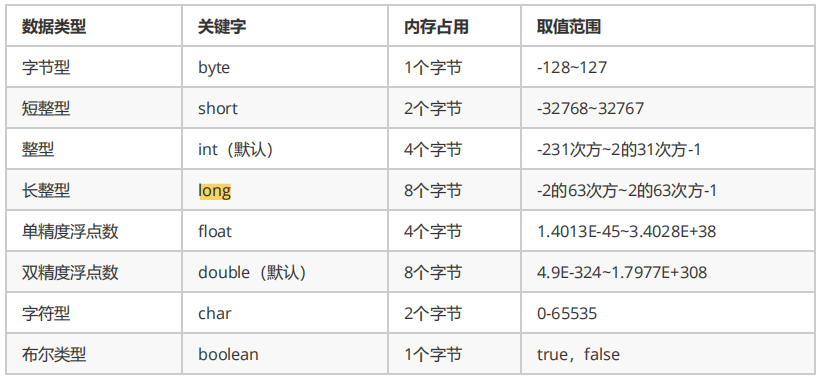 数据类型 关键字 内存占用 取值范围
字节型 byte 1个字节 -128~127
短整型 short 2个字节 -32768~32767
整型 int（默认） 4个字节 -231次方~2的31次方-1
长整型 long 8个字节 -2的63次方~2的63次方-1
单精度浮点数 float 4个字节 1.4013E-45~3.4028E+38
双精度浮点数 double（默认） 8个字节 4.9E-324~1.7977E+308
字符型 char 2个字节 0-65535
布尔类型 boolean 1个字节 true，false